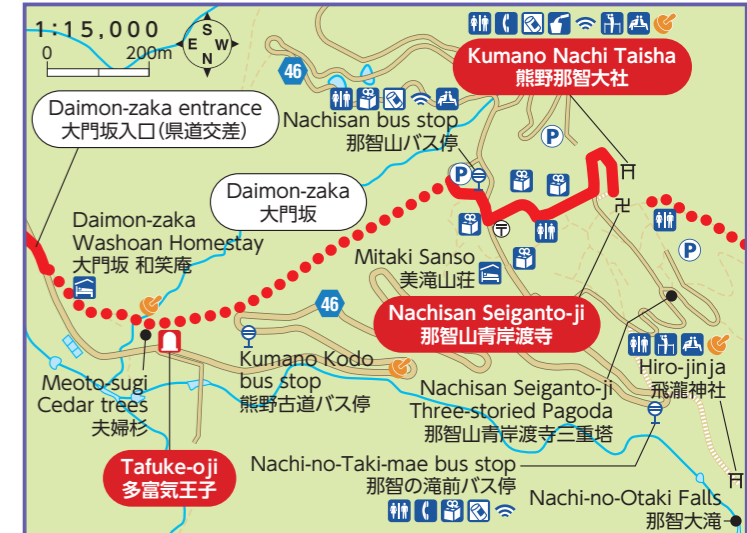 1:15,000
0 200m
S
E W
N
46
Kumano Nachi Taisha
熊野那智大社
Daimon-zaka entrance
大門坂入口(県道交差)
Nachisan bus stop
那智山バス停
P
P
Daimon-zaka
大門坂
Daimon-zaka
Washoan Homestay
大門坂 和笑庵
〒
卍
P
Mitaki Sanso
美滝山荘
46
Nachisan Seiganto-ji
那智山青岸渡寺
Meoto-sugi
Cedar trees
夫婦杉
Kumano Kodo
bus stop
熊野古道バス停
Hiro-jinja
飛瀧神社
Nachisan Seiganto-ji
Three-storied Pagoda
那智山青岸渡寺三重塔
Tafuke-oji
多富気王子
Nachi-no-Taki-mae bus stop
那智の滝前バス停
Nachi-no-Otaki Falls
那智大滝